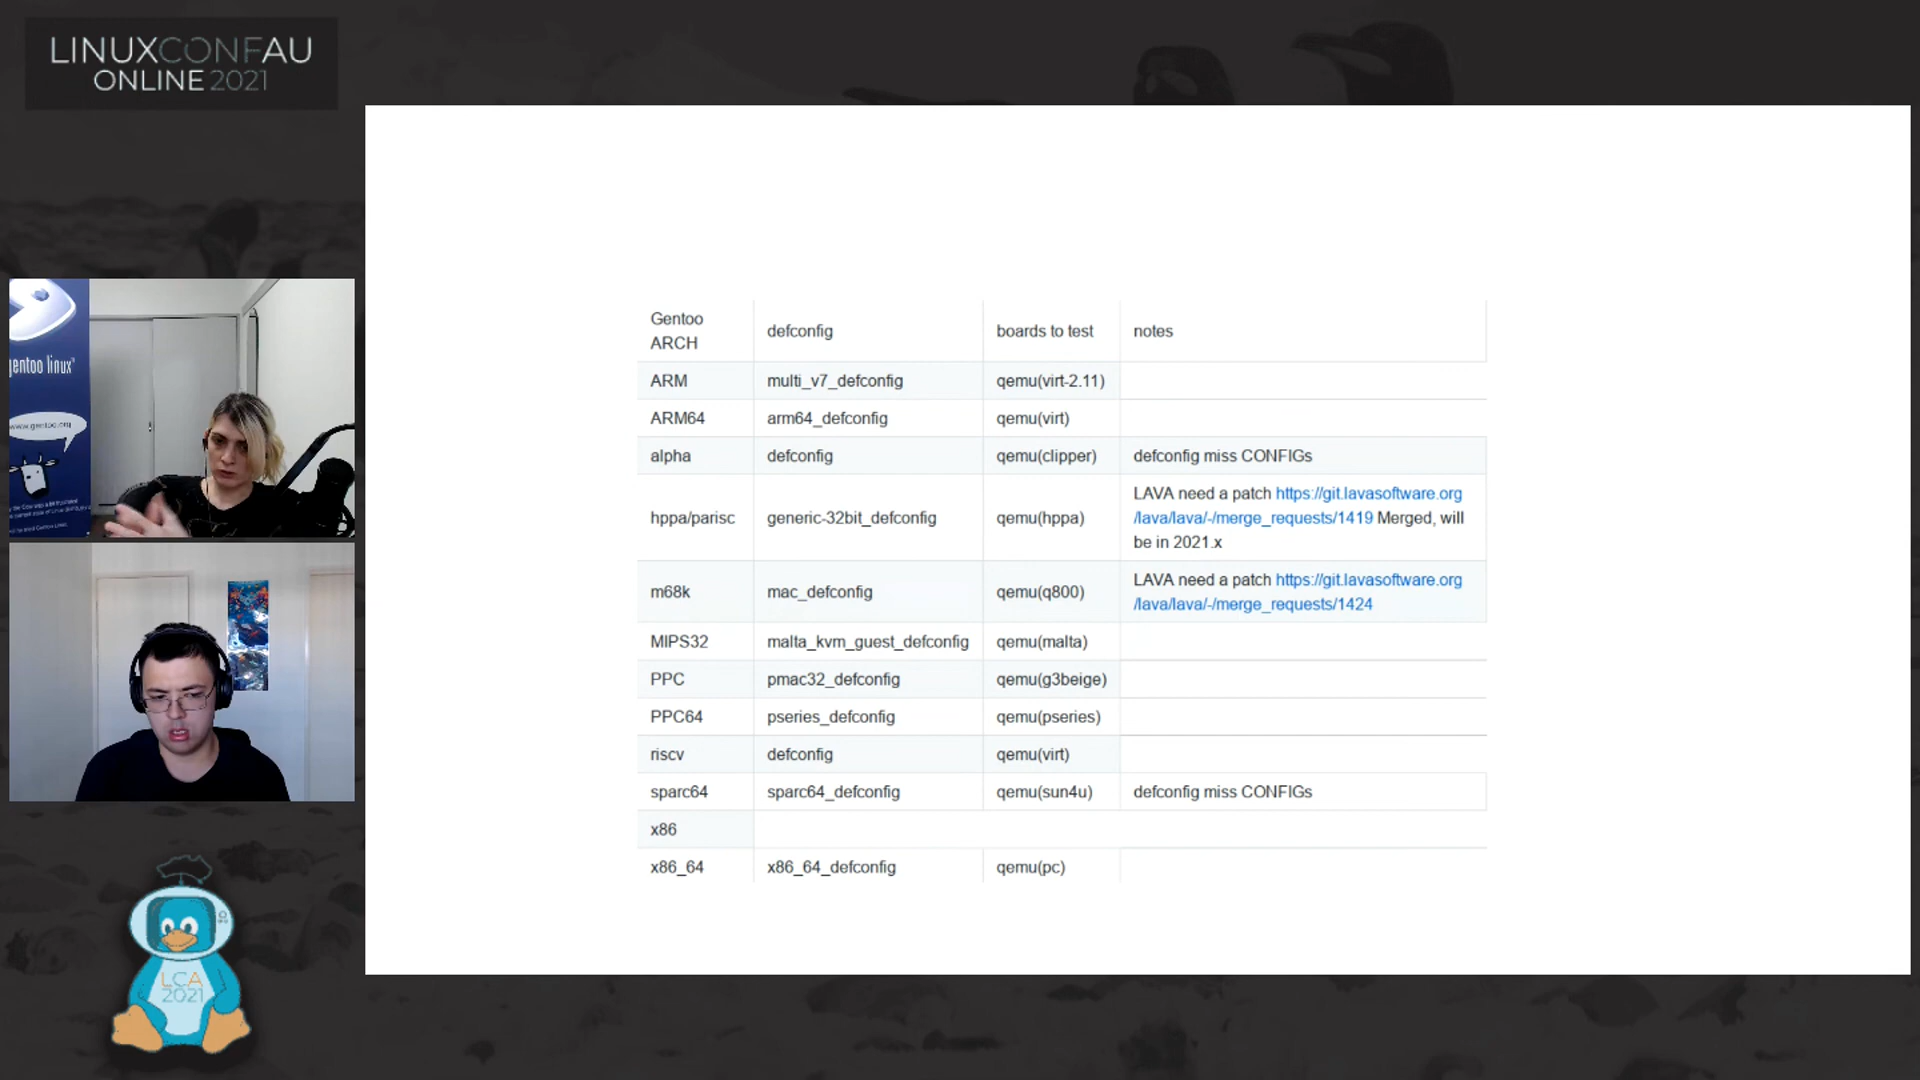 LINUXCONFAU
ONLINE 2021
gentoo linux
www.gentoo.org
LCA
2021
Gentoo ARCH	defconfig	boards to test	notes
ARM	multi_v7_defconfig	qemu(virt-2.11)
ARM64	arm64_defconfig	qemu(virt)
alpha	defconfig	qemu(clipper)	defconfig miss CONFIGs
hppa/parisc	generic-32bit_defconfig	qemu(hppa)	LAVA need a patch https://git.lavasoftware.org
/lava/lava/-/merge_requests/1419 Merged, will
be in 2021.x
m68k	mac_defconfig	qemu(q800)	LAVA need a patch https://git.lavasoftware.org
/lava/lava/-/merge_requests/1424
MIPS32	malta_kvm_guest_defconfig	qemu(malta)
PPC	pmac32_defconfig	qemu(g3beige)
PPC64	pseries_defconfig	qemu(pseries)
riscv	defconfig	qemu(virt)
sparc64	sparc64_defconfig	qemu(sun4u)	defconfig miss CONFIGs
x86
x86_64	x86_64_defconfig	qemu(pc)